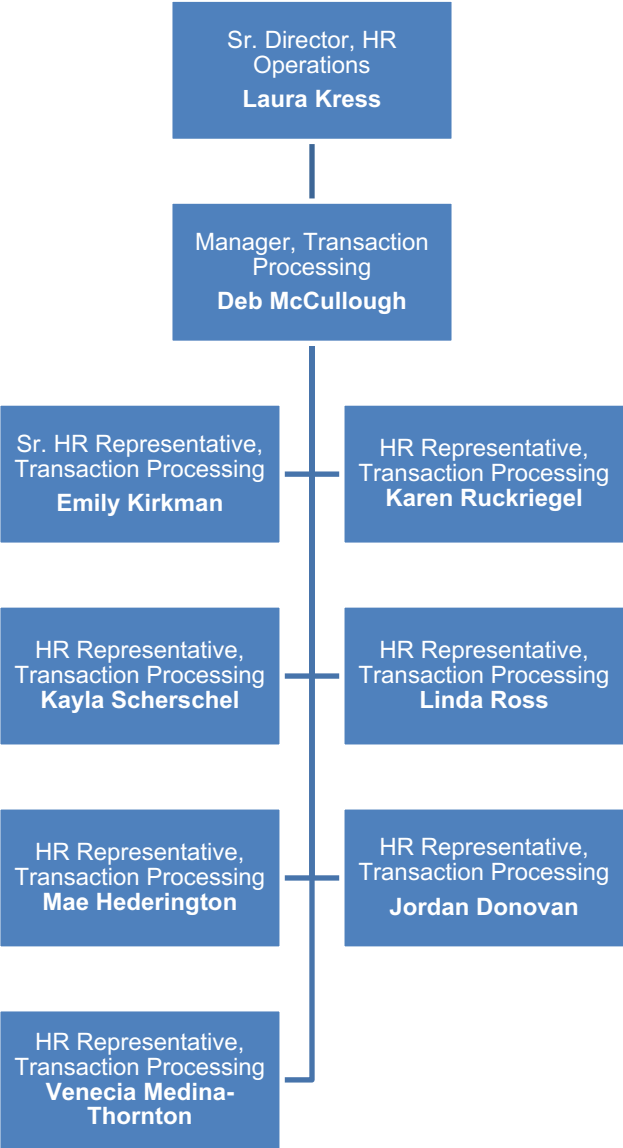 Sr. Director, HR
Operations
Laura Kress
Manager, Transaction
Processing
Deb McCullough
Sr. HR Representative,
Transaction Processing
Emily Kirkman
HR Representative,
Transaction Processing
Karen Ruckriegel
HR Representative,
Transaction Processing
Kayla Scherschel
HR Representative,
Transaction Processing
Linda Ross
HR Representative,
Transaction Processing
Mae Hederington
HR Representative,
Transaction Processing
Jordan Donovan
HR Representative,
Transaction Processing
Venecia Medina-
Thornton